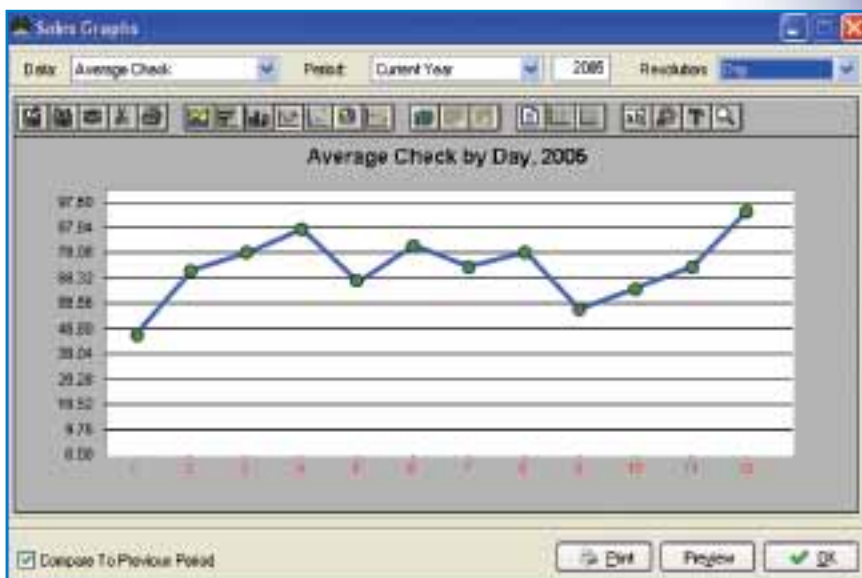 Sales Graphs
Data: Average Check Period: Current Year 2005 Resolution: Day
Average Check by Day, 2005
97.60
87.84
78.08
68.32
58.56
48.80
39.04
29.28
19.52
9.76
0.00
1 2 3 4 5 6 7 8 9 10 11 12
Compare To Previous Period
Print Preview OK